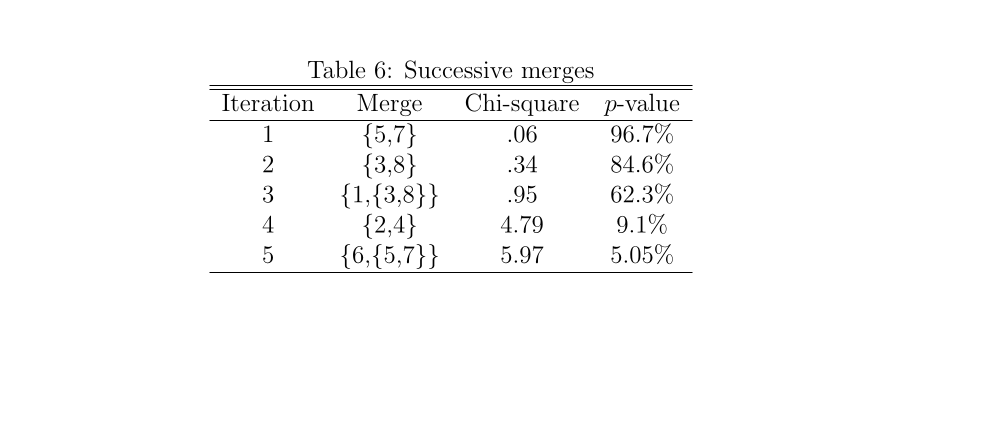 Table 6: Successive merges
Iteration Merge Chi-square p-value
1 {5,7} .06 96.7%
2 {3,8} .34 84.6%
3 {1,{3,8}} .95 62.3%
4 {2,4} 4.79 9.1%
5 {6,{5,7}} 5.97 5.05%